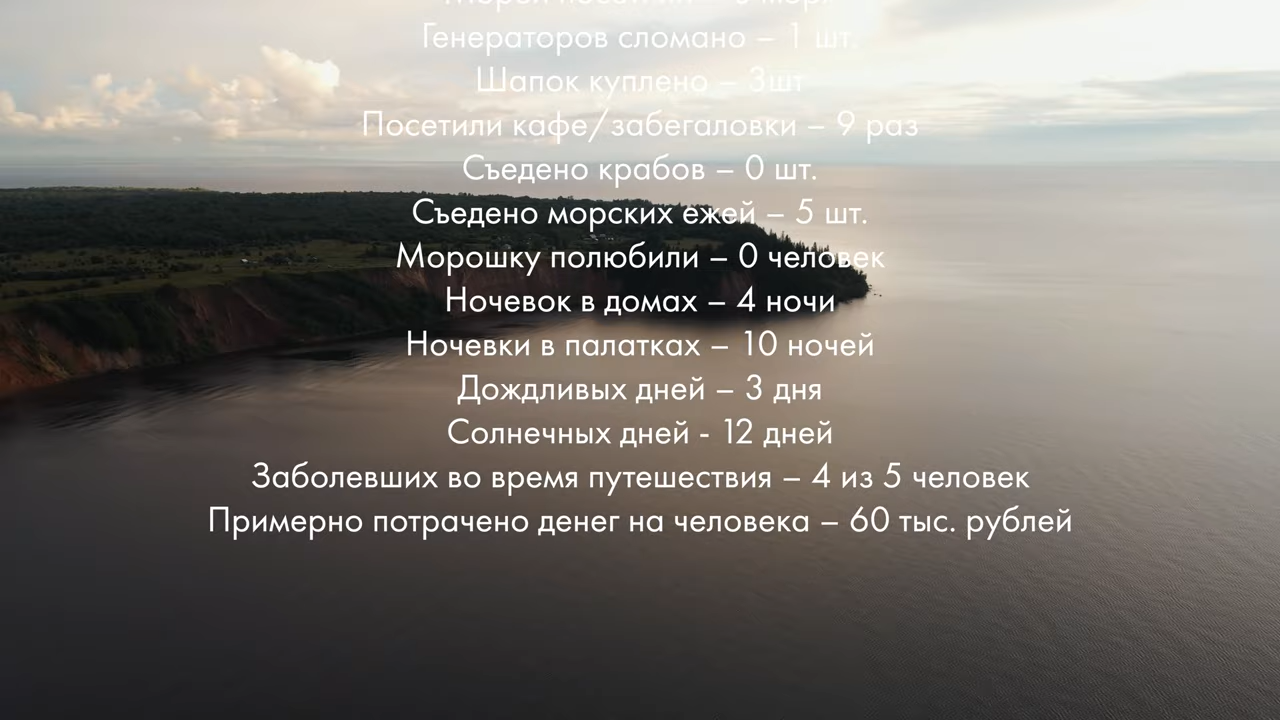 Генераторов сломано – 1 шт.
Шапок куплено – 3шт
Посетили кафе/забегаловки – 9 раз
Съедено крабов – 0 шт.
Съедено морских ежей – 5 шт.
Морошку полюбили – 0 человек
Ночевок в домах – 4 ночи
Ночевки в палатках – 10 ночей
Дождливых дней – 3 дня
Солнечных дней - 12 дней
Заболевших во время путешествия – 4 из 5 человек
Примерно потрачено денег на человека – 60 тыс. рублей